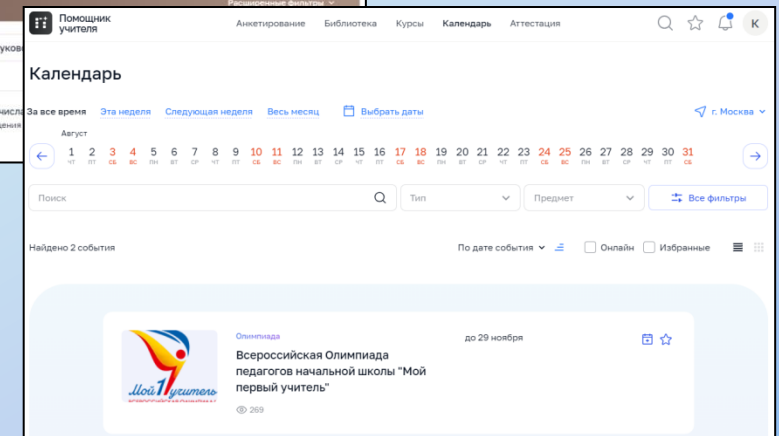 Расширенные фильтры
Помощник
учителя
Анкетирование Библиотека Курсы Календарь Аттестация
К
Календарь
За все время Эта неделя Следующая неделя Весь месяц Выбрать даты г. Москва
Август
1 2 3 4 5 6 7 8 9 10 11 12 13 14 15 16 17 18 19 20 21 22 23 24 25 26 27 28 29 30 31
ЧТ ПТ СБ ВС ПН ВТ СР ЧТ ПТ СБ ВС ПН ВТ СР ЧТ ПТ СБ ВС ПН ВТ СР ЧТ ПТ СБ ВС ПН ВТ СР ЧТ ПТ СБ
Поиск Тип Предмет Все фильтры
Найдено 2 события По дате события Онлайн Избранные
Олимпиада до 29 ноября
Всероссийская Олимпиада
педагогов начальной школы "Мой
первый учитель"
269
Мой 1 учитель